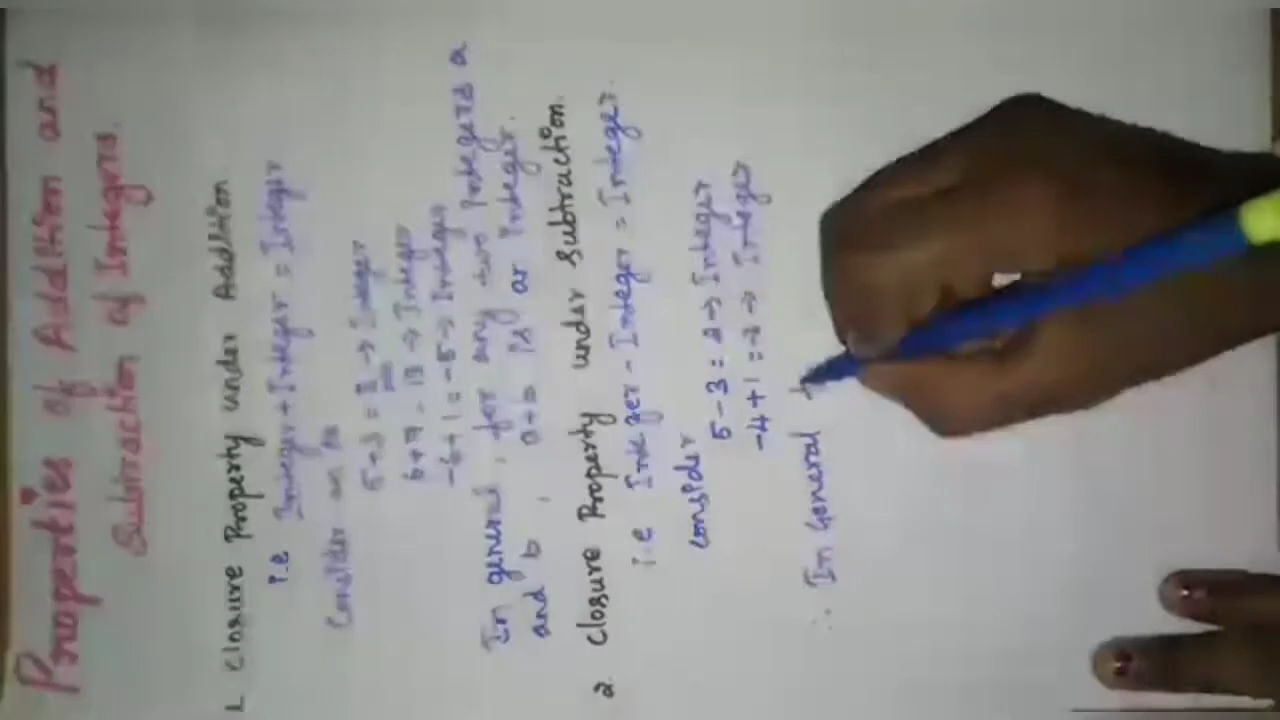 Properties of Addition and
Subtraction of Integers.
1. Closure Property under Addition
i.e Integer + Integer = Integer
Consider an
5+3 = 8 → Integer
6+7 = 13 → Integer
-6+1 = -5 → Integer
In general, for any two Integers a
and b, a+b is an Integer.
2. Closure Property under subtraction.
i.e Integer - Integer = Integer.
consider
5-3 = 2 → Integer
-4+1 = -3 → Integer
∴ In General